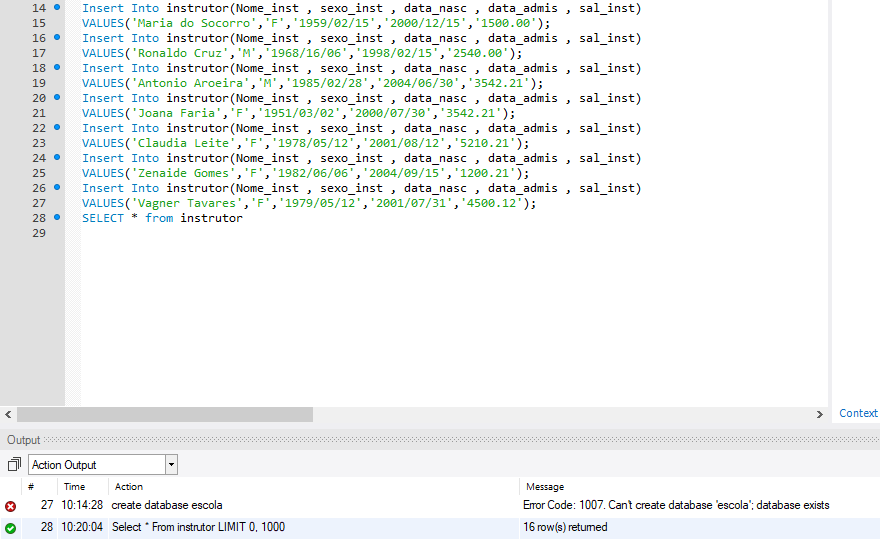 14 Insert Into instrutor(Nome_inst , sexo_inst , data_nasc , data_admis , sal_inst)
15 VALUES('Maria do Socorro','F','1959/02/15','2000/12/15','1500.00');
16 Insert Into instrutor(Nome_inst , sexo_inst , data_nasc , data_admis , sal_inst)
17 VALUES('Ronaldo Cruz','M','1968/16/06','1998/02/15','2540.00');
18 Insert Into instrutor(Nome_inst , sexo_inst , data_nasc , data_admis , sal_inst)
19 VALUES('Antonio Aroeira','M','1985/02/28','2004/06/30','3542.21');
20 Insert Into instrutor(Nome_inst , sexo_inst , data_nasc , data_admis , sal_inst)
21 VALUES('Joana Faria','F','1951/03/02','2000/07/30','3542.21');
22 Insert Into instrutor(Nome_inst , sexo_inst , data_nasc , data_admis , sal_inst)
23 VALUES('Claudia Leite','F','1978/05/12','2001/08/12','5210.21');
24 Insert Into instrutor(Nome_inst , sexo_inst , data_nasc , data_admis , sal_inst)
25 VALUES('Zenaide Gomes','F','1982/06/06','2004/09/15','1200.21');
26 Insert Into instrutor(Nome_inst , sexo_inst , data_nasc , data_admis , sal_inst)
27 VALUES('Vagner Tavares','F','1979/05/12','2001/07/31','4500.12');
28 SELECT * from instrutor
29
Context
Output
Action Output
# Time Action Message
27 10:14:28 create database escola Error Code: 1007. Can't create database 'escola'; database exists
28 10:20:04 Select * From instrutor LIMIT 0, 1000 16 row(s) returned